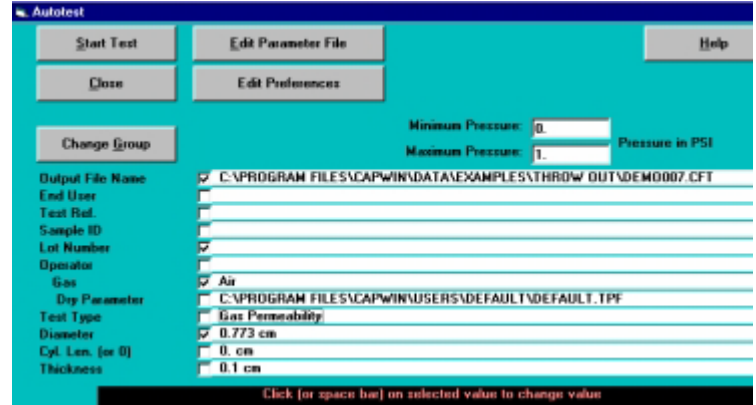 Autotest
Start Test
Edit Parameter File
Help
Close
Edit Preferences
Change Group
Minimum Pressure: 0.
Maximum Pressure: 1.
Pressure in PSI
Output File Name C:\PROGRAM FILES\CAPWIN\DATA\EXAMPLES\THROW OUT\DEMO007.CFT
End User
Test Ref.
Sample ID
Lot Number
Operator
Gas Air
Dry Parameter C:\PROGRAM FILES\CAPWIN\USERS\DEFAULT\DEFAULT.TPF
Test Type Gas Permeability
Diameter 0.773 cm
Cyl. Len. (or 0) 0. cm
Thickness 0.1 cm
Click (or space bar) on selected value to change value